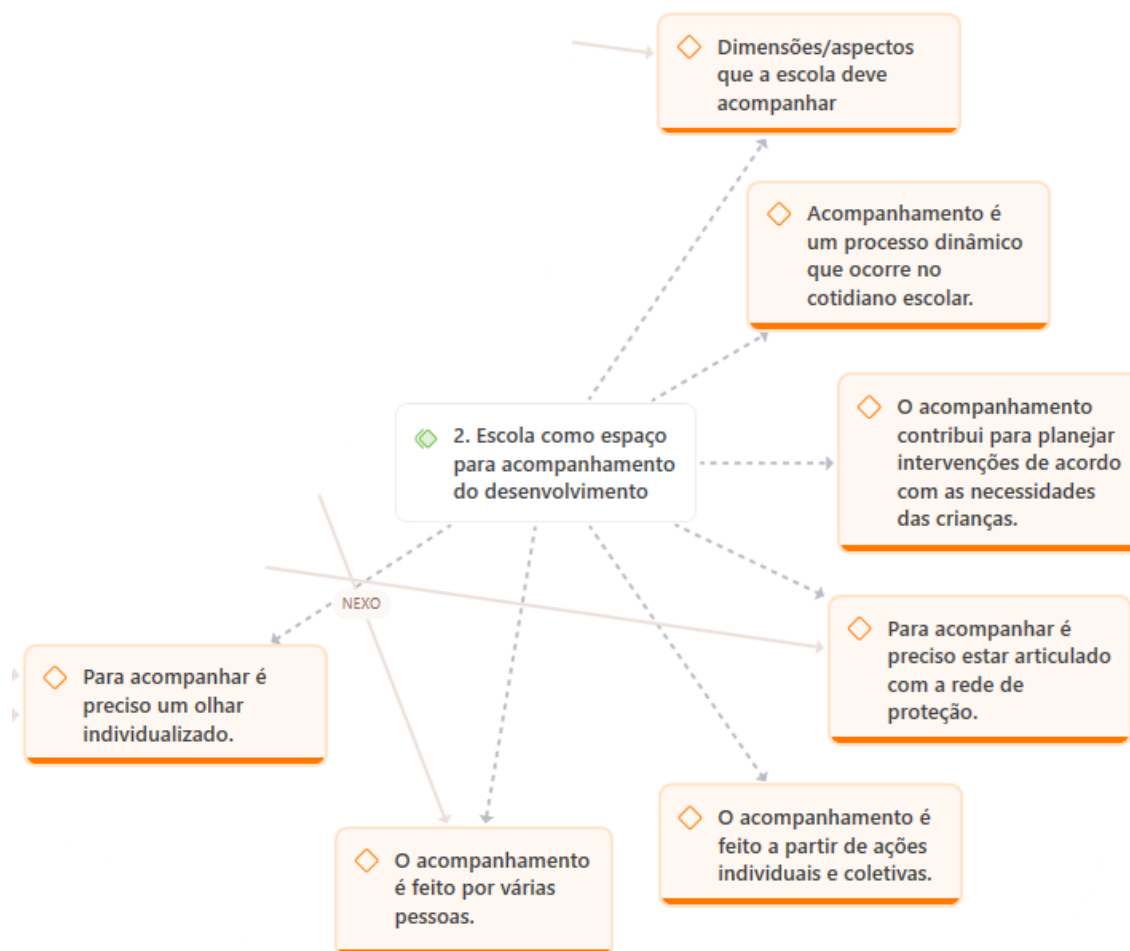 Dimensões/aspectos
que a escola deve
acompanhar
Acompanhamento é
um processo dinâmico
que ocorre no
cotidiano escolar.
O acompanhamento
contribui para planejar
intervenções de acordo
com as necessidades
das crianças.
2. Escola como espaço
para acompanhamento
do desenvolvimento
NEXO
Para acompanhar é
preciso estar articulado
com a rede de
proteção.
Para acompanhar é
preciso um olhar
individualizado.
O acompanhamento é
feito a partir de ações
individuais e coletivas.
O acompanhamento
é feito por várias
pessoas.